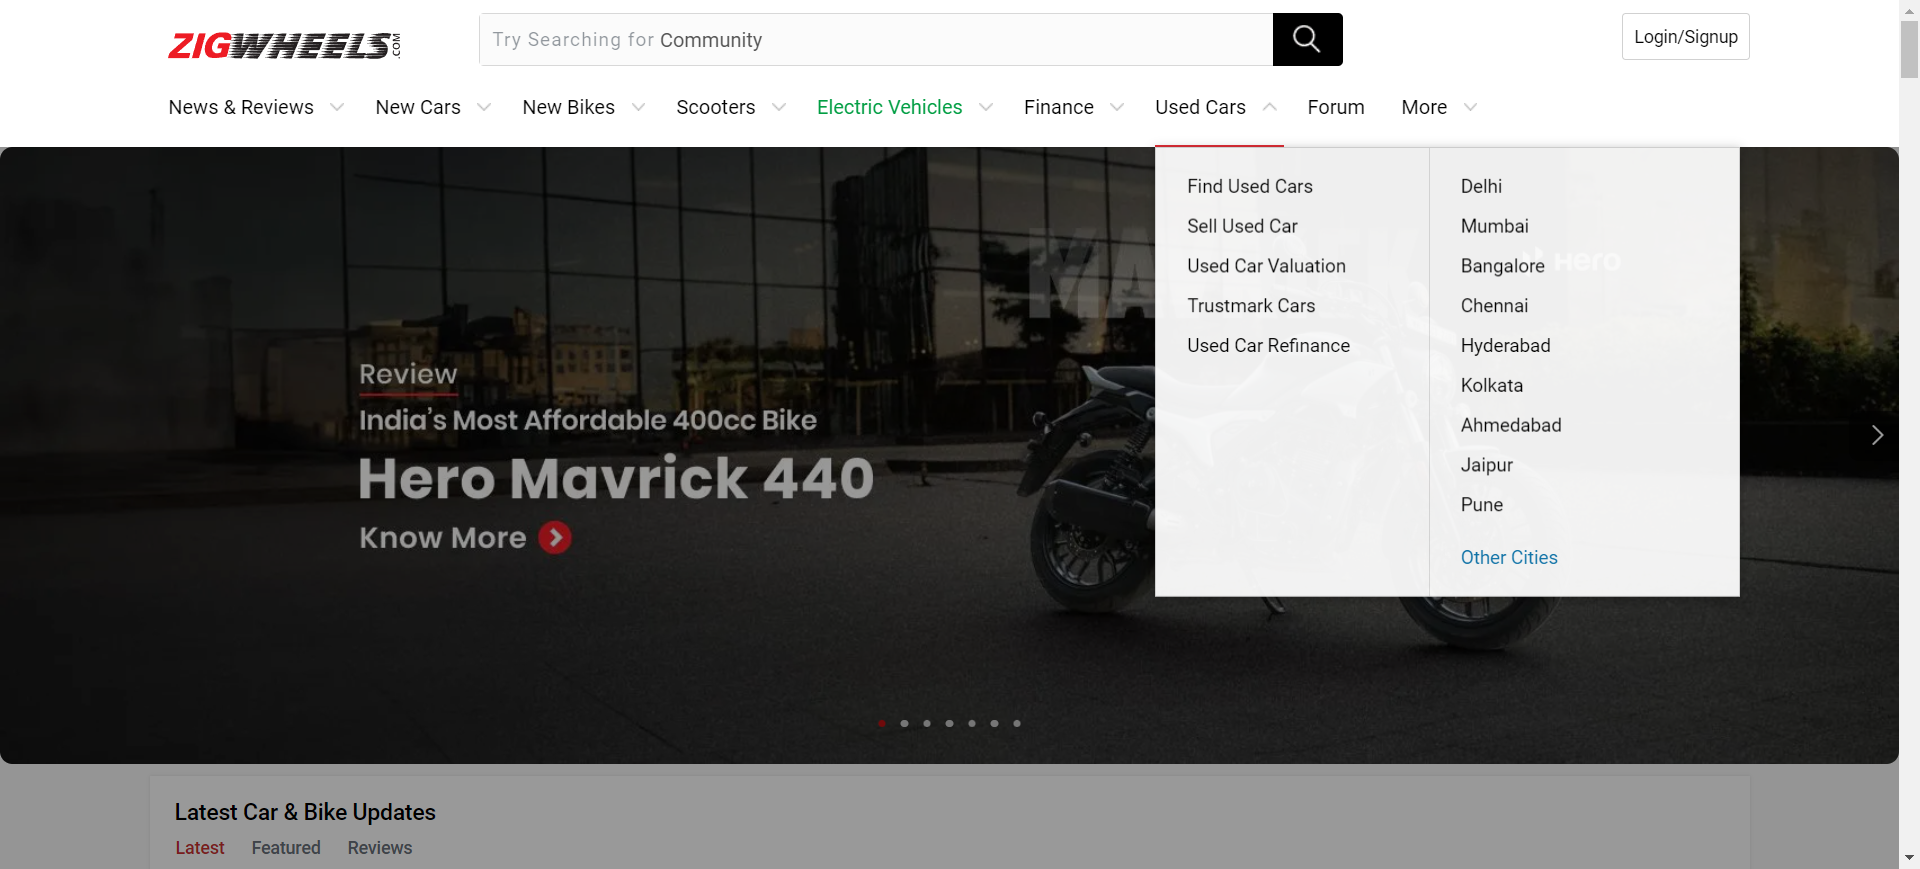 ZIGWHEELS.COM
Try Searching for Community
Login/Signup
News & Reviews
New Cars
New Bikes
Scooters
Electric Vehicles
Finance
Used Cars
Forum
More
Find Used Cars
Sell Used Car
Used Car Valuation
Trustmark Cars
Used Car Refinance
Delhi
Mumbai
Bangalore
Chennai
Hyderabad
Kolkata
Ahmedabad
Jaipur
Pune
Other Cities
Hero
Review
India's Most Affordable 400cc Bike
Hero Mavrick 440
Know More
Latest Car & Bike Updates
Latest
Featured
Reviews